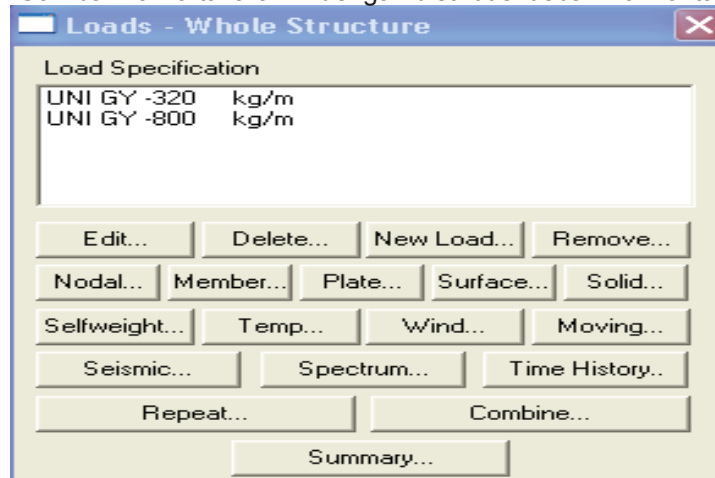 Loads - Whole Structure
Load Specification
UNI GY -320 kg/m
UNI GY -800 kg/m
Edit... Delete... New Load... Remove...
Nodal... Member... Plate... Surface... Solid...
Selfweight... Temp... Wind... Moving...
Seismic... Spectrum... Time History..
Repeat... Combine...
Summary...